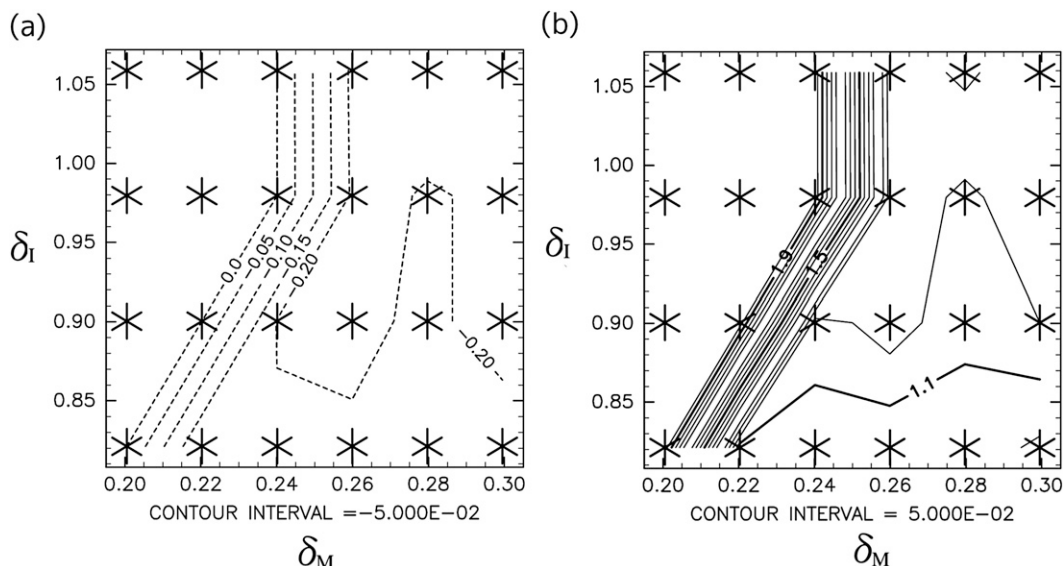 (a)
(b)
1.05
1.00
0.95
0.90
0.85
δI
0.0
−0.05
−0.10
−0.15
−0.20
−0.20
0.20 0.22 0.24 0.26 0.28 0.30
CONTOUR INTERVAL =−5.000E−02
δM
1.05
1.00
0.95
0.90
0.85
δI
1.9
1.5
1.1
0.20 0.22 0.24 0.26 0.28 0.30
CONTOUR INTERVAL = 5.000E−02
δM